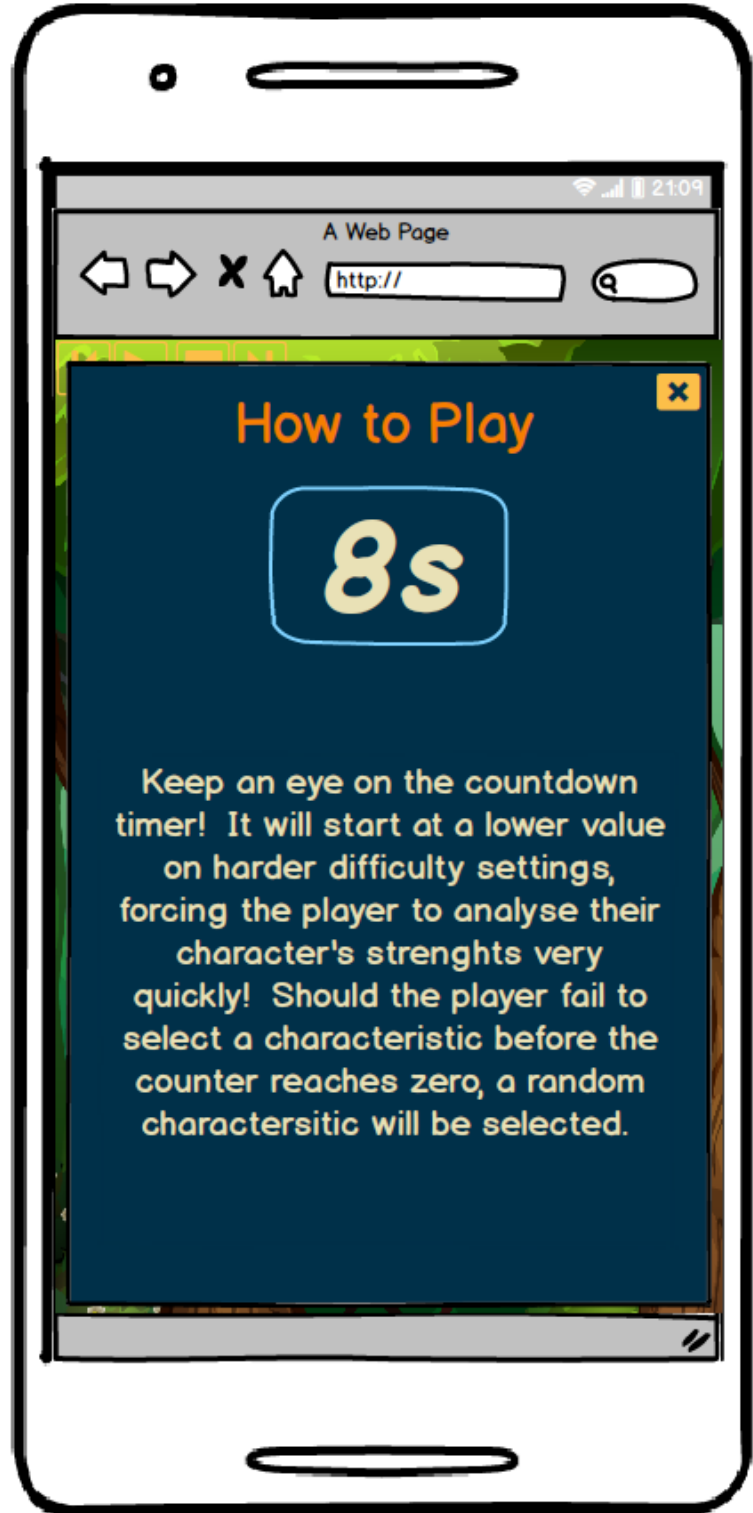 21:09
A Web Page
http://
How to Play
8s
Keep an eye on the countdown
timer!  It will start at a lower value
on harder difficulty settings,
forcing the player to analyse their
character's strenghts very
quickly!  Should the player fail to
select a characteristic before the
counter reaches zero, a random
charactersitic will be selected.